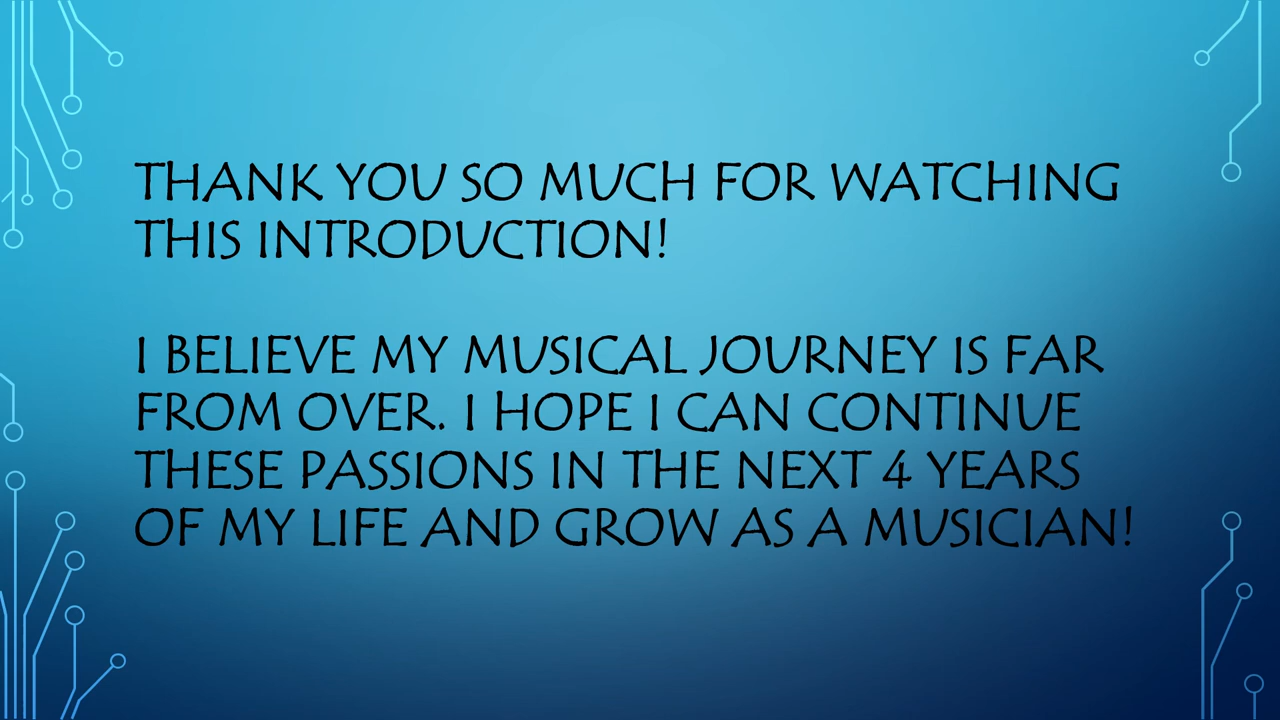 THANK YOU SO MUCH FOR WATCHING
THIS INTRODUCTION!
I BELIEVE MY MUSICAL JOURNEY IS FAR
FROM OVER. I HOPE I CAN CONTINUE
THESE PASSIONS IN THE NEXT 4 YEARS
OF MY LIFE AND GROW AS A MUSICIAN!